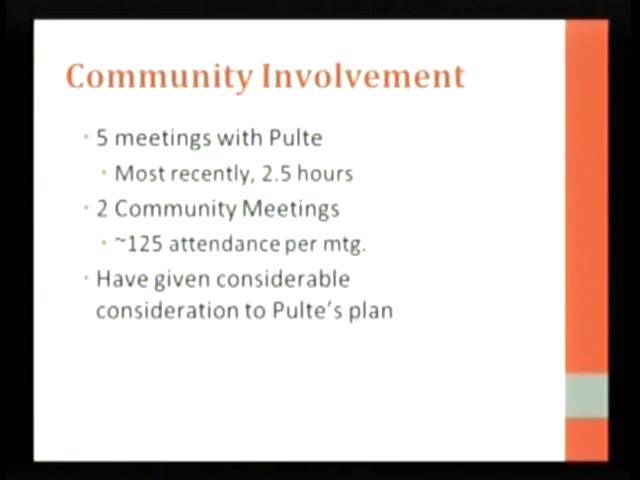 Community Involvement
5 meetings with Pulte
Most recently, 2.5 hours
2 Community Meetings
~125 attendance per mtg.
Have given considerable
consideration to Pulte's plan